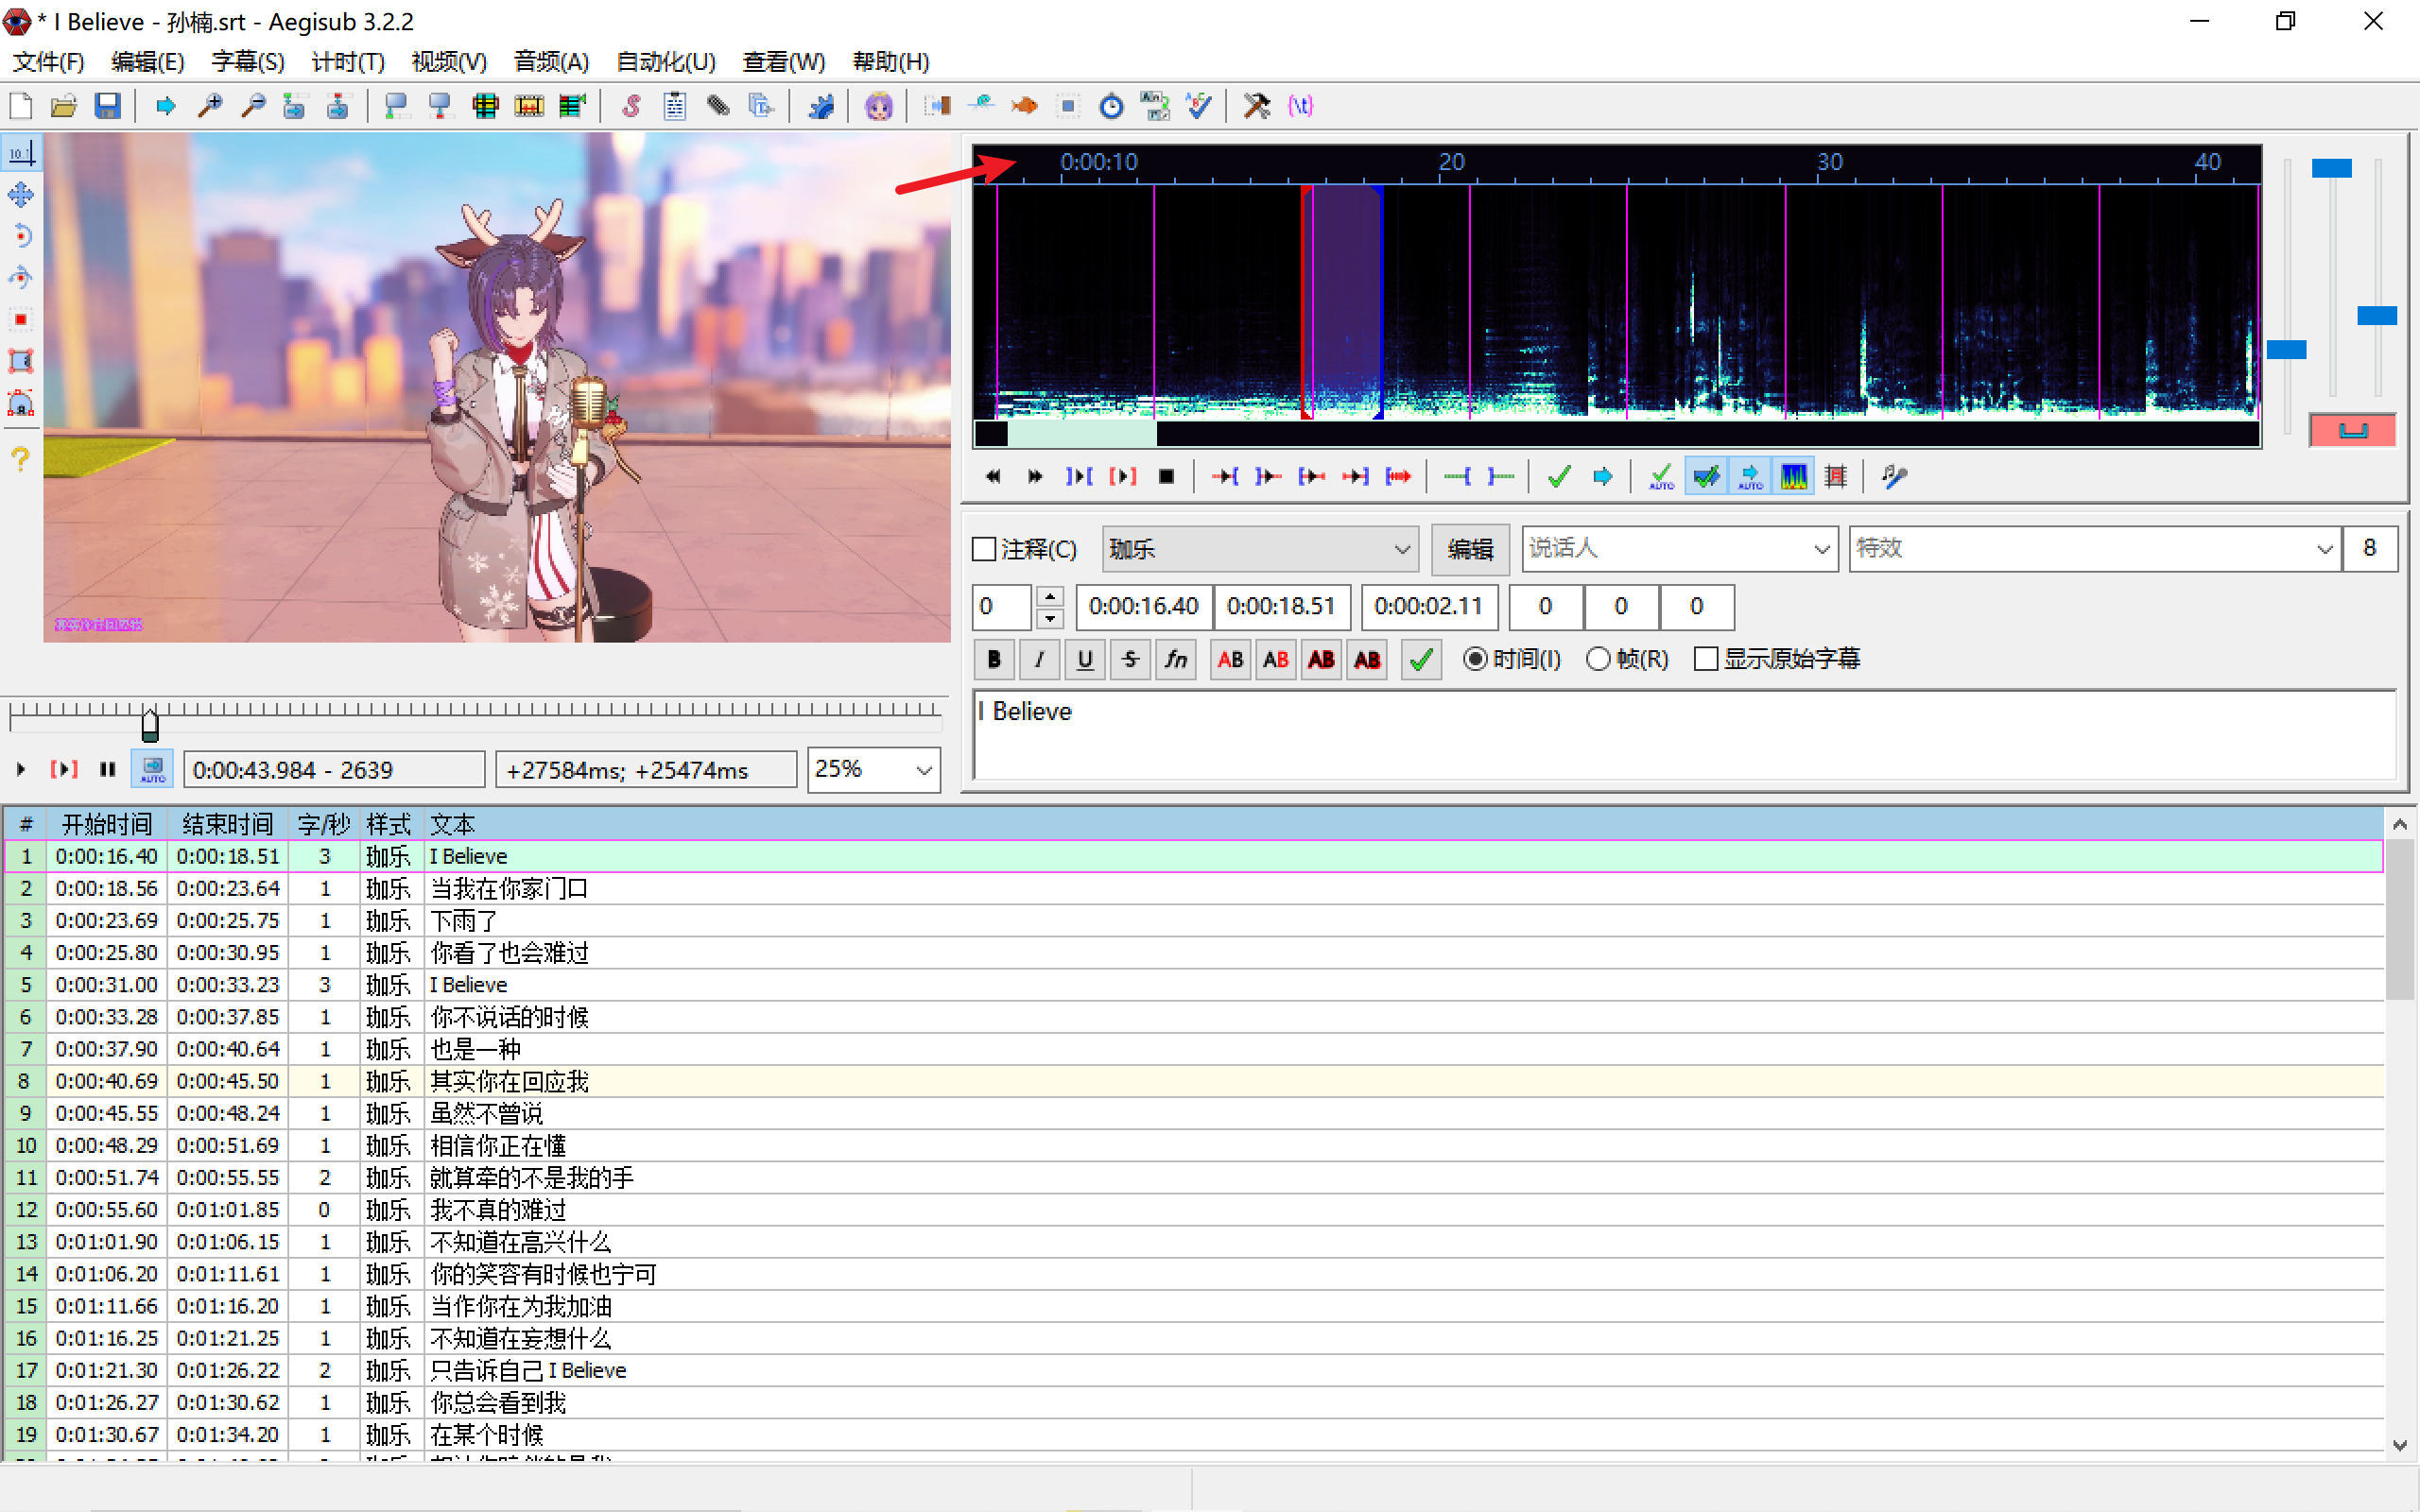 * I Believe - 孙楠.srt - Aegisub 3.2.2
文件(F) 编辑(E) 字幕(S) 计时(T) 视频(V) 音频(A) 自动化(U) 查看(W) 帮助(H)
0:00:10 20 30 40
注释(C) 珈乐 编辑 说话人 特效 8
0 0:00:16.40 0:00:18.51 0:00:02.11 0 0 0
B I U S fn AB AB AB AB 时间(I) 帧(R) 显示原始字幕
I Believe
其实你在回应我
AUTO 0:00:43.984 - 2639 +27584ms; +25474ms 25%
# 开始时间 结束时间 字/秒 样式 文本
1 0:00:16.40 0:00:18.51 3 珈乐 I Believe
2 0:00:18.56 0:00:23.64 1 珈乐 当我在你家门口
3 0:00:23.69 0:00:25.75 1 珈乐 下雨了
4 0:00:25.80 0:00:30.95 1 珈乐 你看了也会难过
5 0:00:31.00 0:00:33.23 3 珈乐 I Believe
6 0:00:33.28 0:00:37.85 1 珈乐 你不说话的时候
7 0:00:37.90 0:00:40.64 1 珈乐 也是一种
8 0:00:40.69 0:00:45.50 1 珈乐 其实你在回应我
9 0:00:45.55 0:00:48.24 1 珈乐 虽然不曾说
10 0:00:48.29 0:00:51.69 1 珈乐 相信你正在懂
11 0:00:51.74 0:00:55.55 2 珈乐 就算牵的不是我的手
12 0:00:55.60 0:01:01.85 0 珈乐 我不真的难过
13 0:01:01.90 0:01:06.15 1 珈乐 不知道在高兴什么
14 0:01:06.20 0:01:11.61 1 珈乐 你的笑容有时候也宁可
15 0:01:11.66 0:01:16.20 1 珈乐 当作你在为我加油
16 0:01:16.25 0:01:21.25 1 珈乐 不知道在妄想什么
17 0:01:21.30 0:01:26.22 2 珈乐 只告诉自己 I Believe
18 0:01:26.27 0:01:30.62 1 珈乐 你总会看到我
19 0:01:30.67 0:01:34.20 1 珈乐 在某个时候